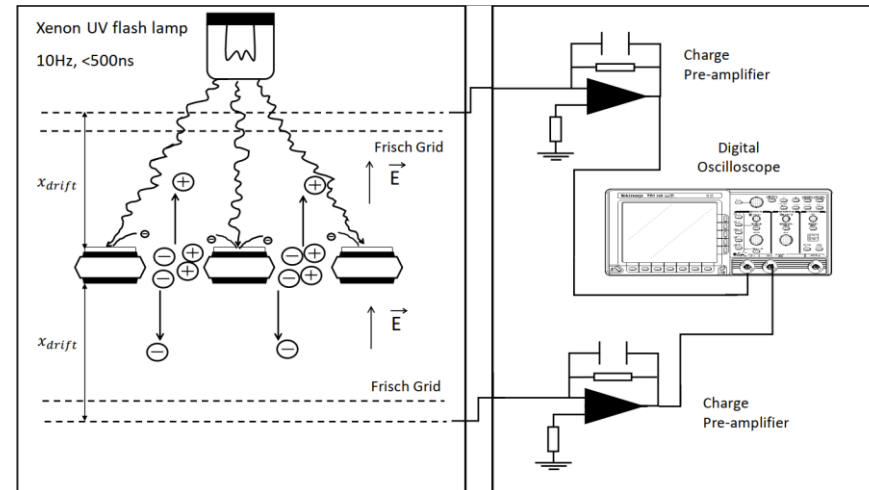 Xenon UV flash lamp
10Hz, <500ns
Frisch Grid
E
x_drift
E
x_drift
Frisch Grid
Charge
Pre-amplifier
Digital
Oscilloscope
Tektronix
Charge
Pre-amplifier